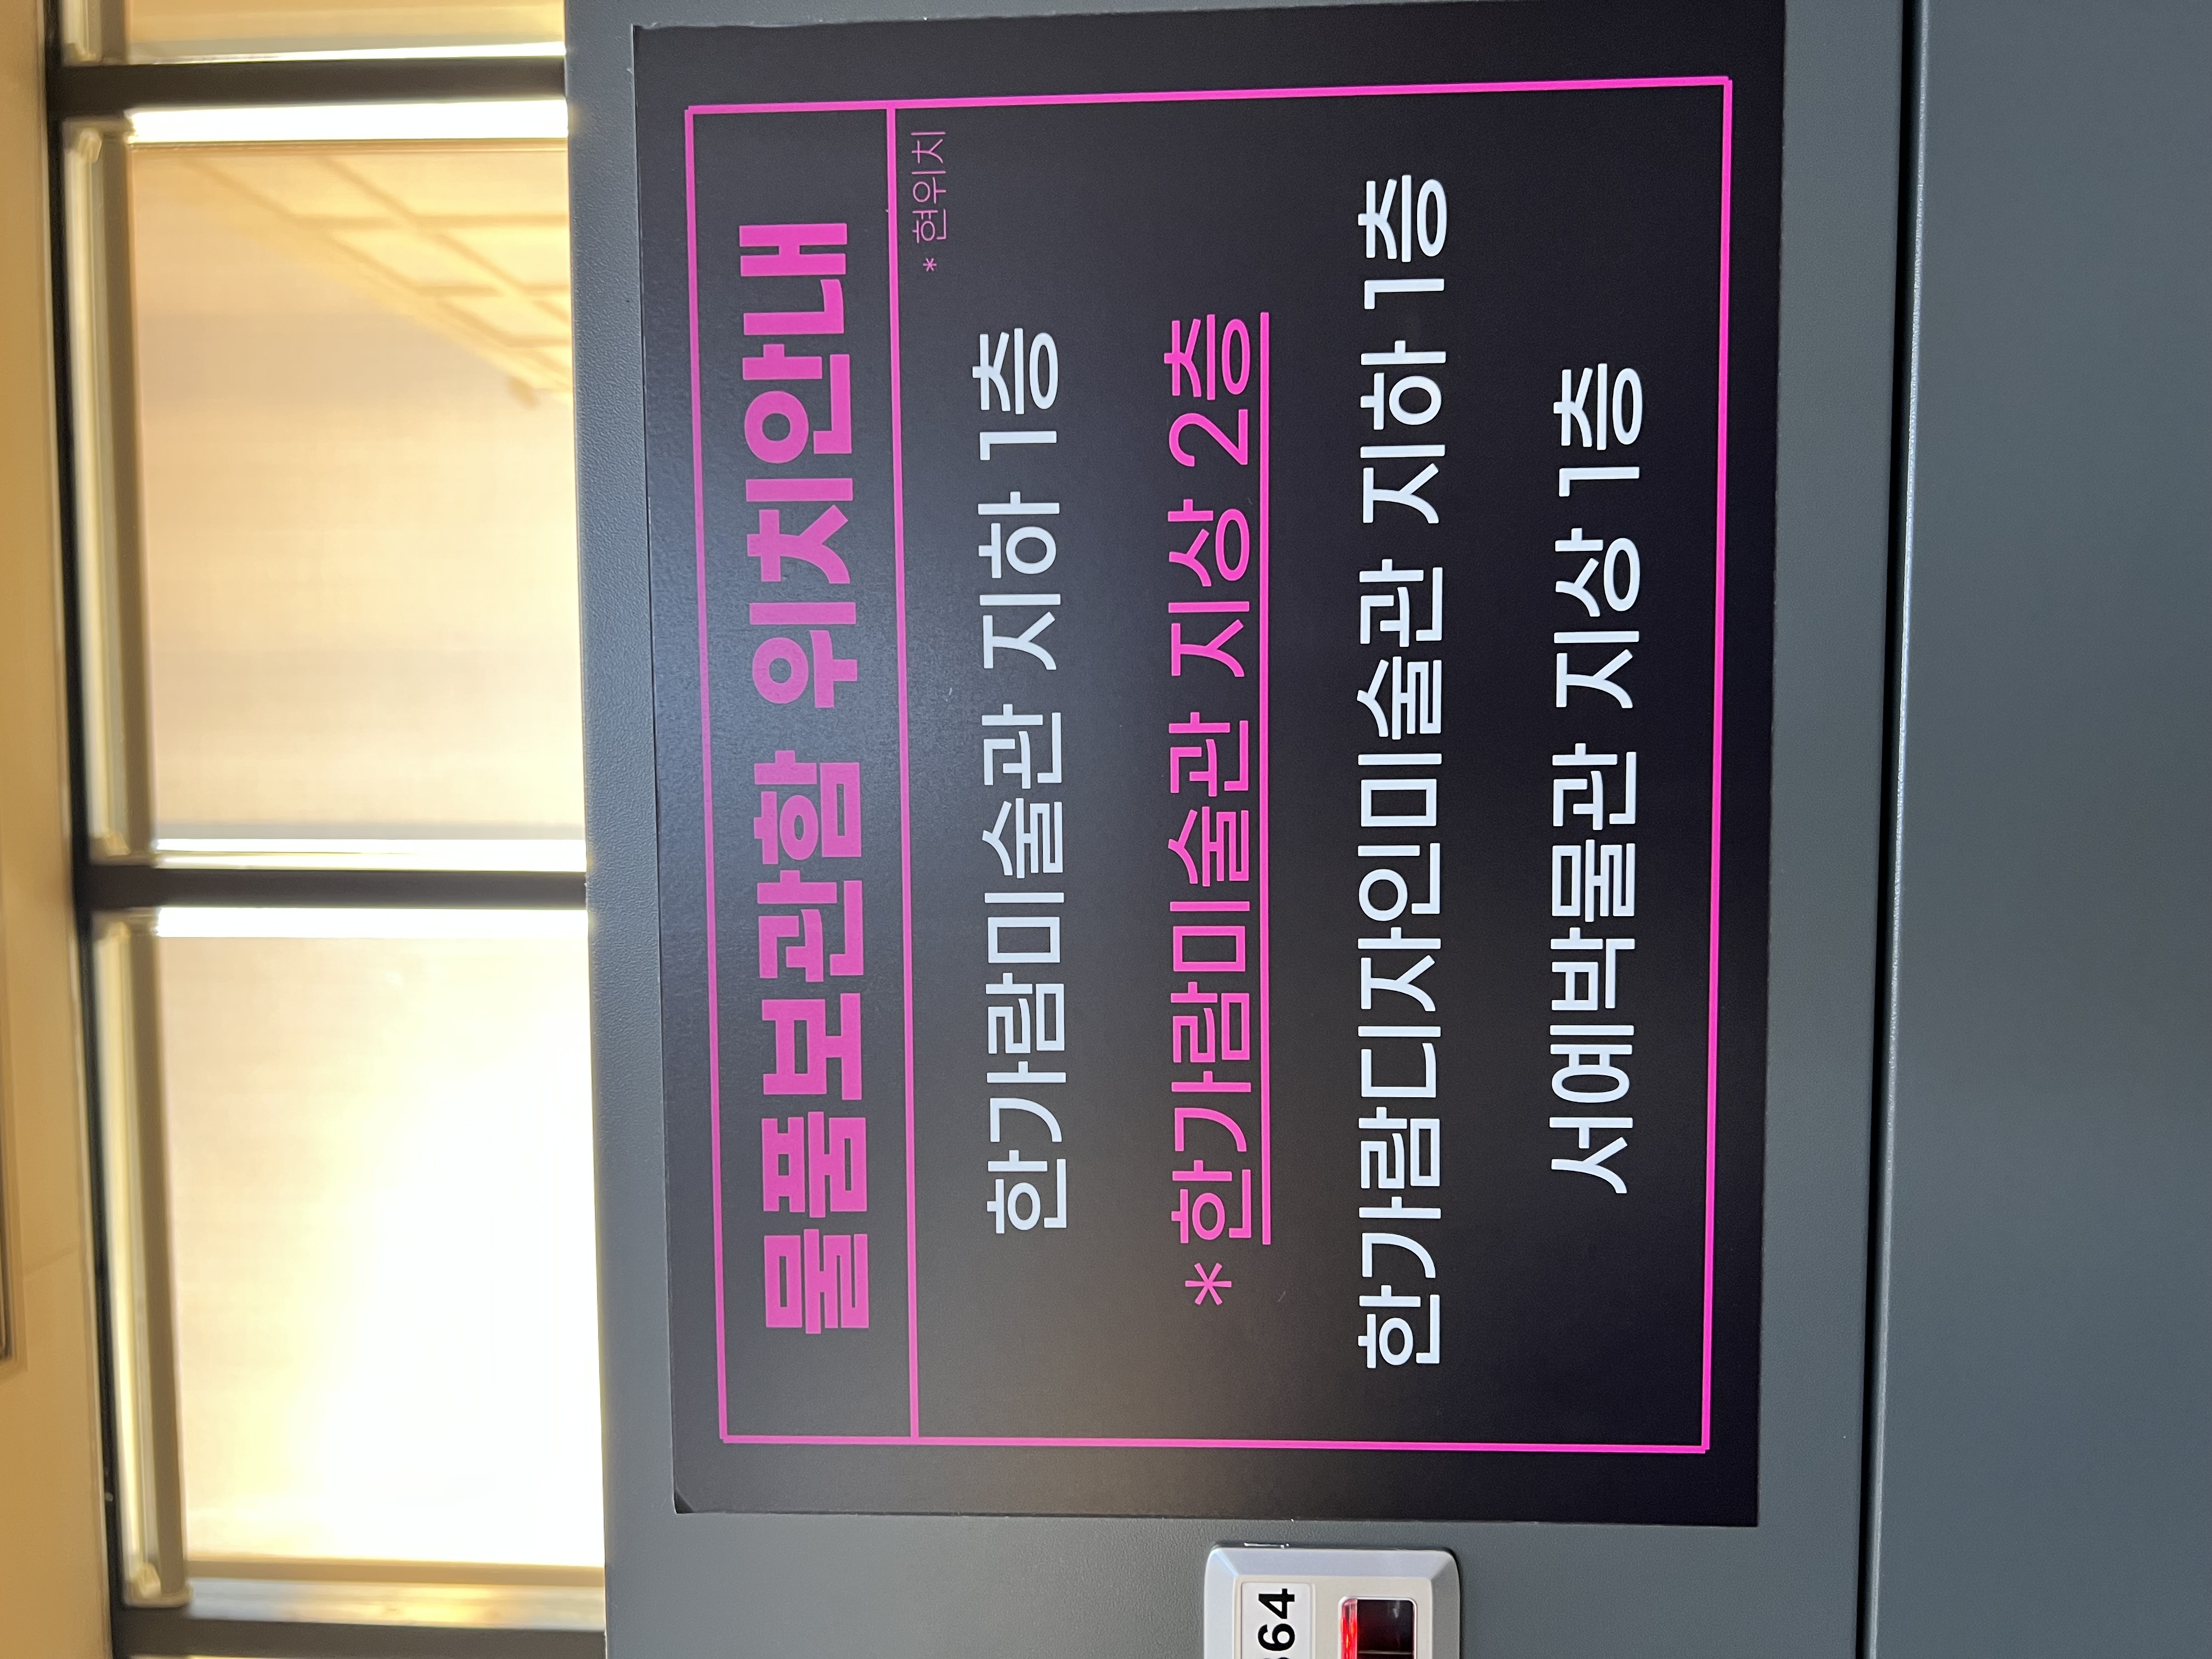 물품보관함 위치안내
* 현위치
한가람미술관 지하 1층
*한가람미술관 지상 2층
한가람디자인미술관 지하 1층
서예박물관 지상 1층
64